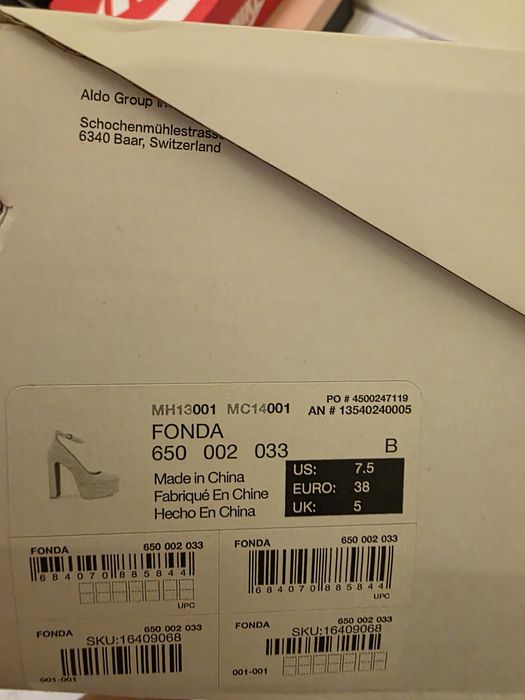 Aldo Group
Schochenmühlestrass
6340 Baar, Switzerland
PO # 4500247119
MH13001 MC14001 AN # 13540240005
FONDA
650 002 033 B
Made in China
Fabriqué En Chine
Hecho En China
US: 7.5
EURO: 38
UK: 5
FONDA 650 002 033
684070885844
UPC
FONDA 650 002 033
684070885844
UPC
FONDA 650 002 033
SKU:16409068
001-001
FONDA 650 002 033
SKU:16409068
001-001